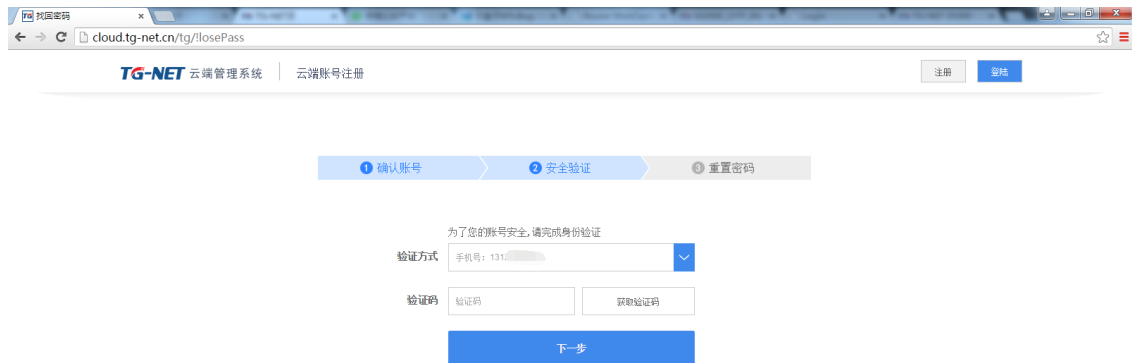 找回密码
cloud.tg-net.cn/tg/!losePass
TG-NET 云端管理系统 云端账号注册 注册 登陆
1 确认账号 2 安全验证 3 重置密码
为了您的账号安全,请完成身份验证
验证方式 手机号: 131
验证码 验证码 获取验证码
下一步